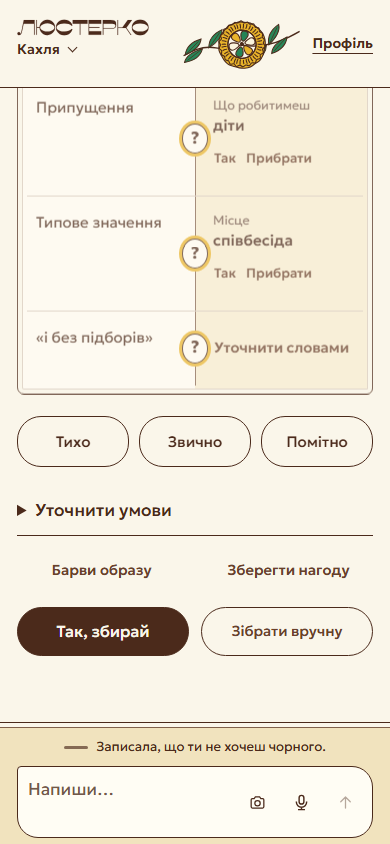 ЛЮСТЕРКО
Кахля
Профіль
Припущення
Що робитимеш
діти
?
Так Прибрати
Типове значення
Місце
співбесіда
?
Так Прибрати
«і без підборів»
?
Уточнити словами
Тихо
Звично
Помітно
Уточнити умови
Барви образу
Зберегти нагоду
Так, збирай
Зібрати вручну
Записала, що ти не хочеш чорного.
Напиши...